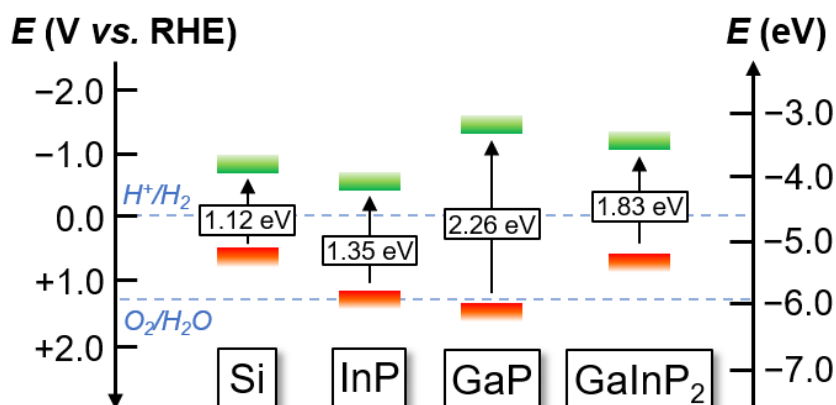 E (V vs. RHE) E (eV)
−2.0
−3.0
−1.0
−4.0
H⁺/H₂
1.12 eV 1.83 eV
0.0 2.26 eV
−5.0
1.35 eV
+1.0
−6.0
O₂/H₂O
+2.0
−7.0
Si InP GaP GaInP₂